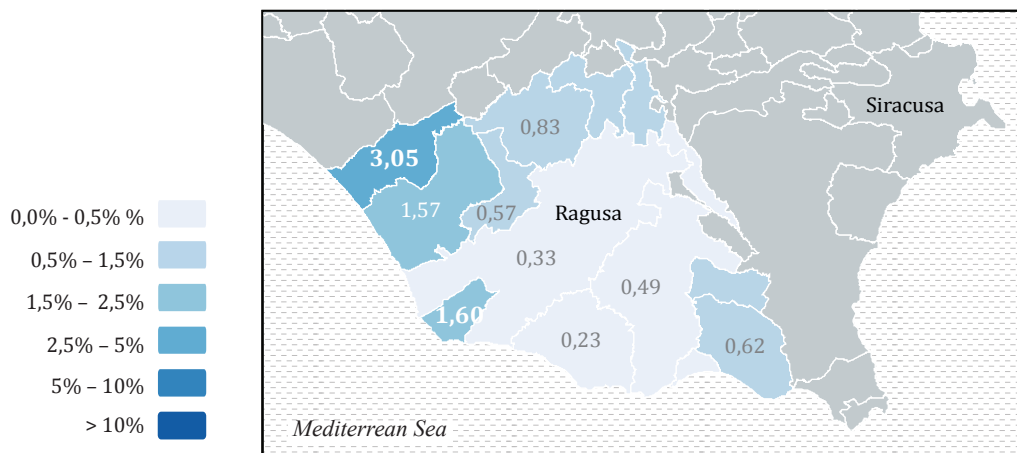 0,0% - 0,5% %
0,5% – 1,5%
1,5% – 2,5%
2,5% – 5%
5% – 10%
> 10%
Siracusa
0,83
3,05
1,57
0,57
Ragusa
0,33
0,49
1,60
0,23
0,62
Mediterrean Sea